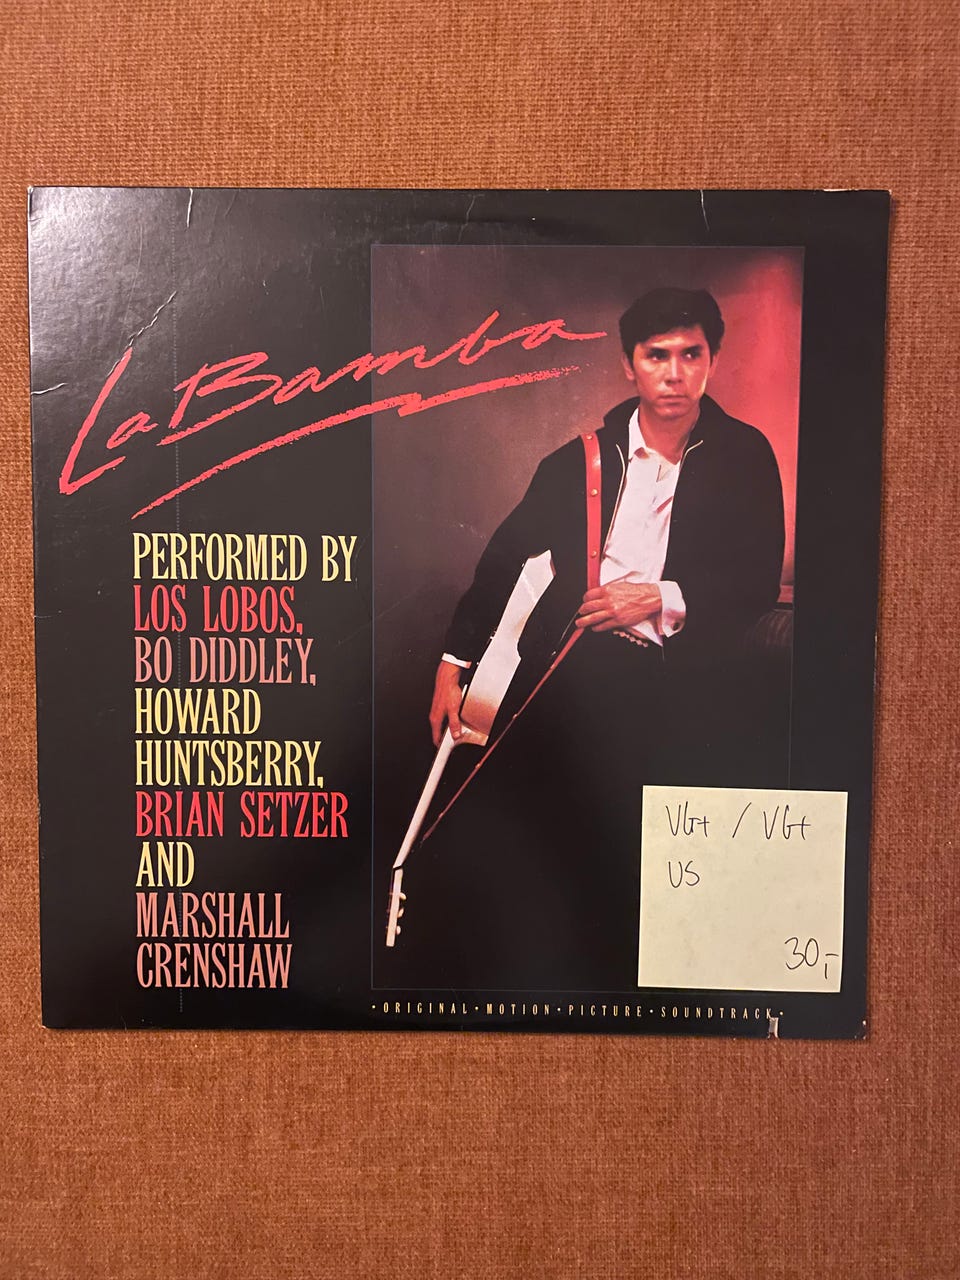 La Bamba
PERFORMED BY
LOS LOBOS,
BO DIDDLEY,
HOWARD
HUNTSBERRY,
BRIAN SETZER
AND
MARSHALL
CRENSHAW
VG+ / VG+
US
30,-
·ORIGINAL·MOTION·PICTURE·SOUNDTRACK·